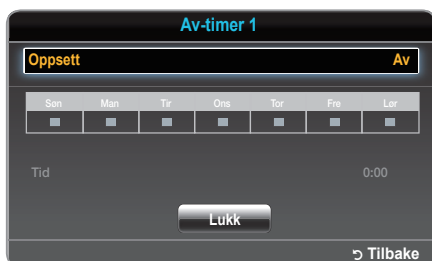 Av-timer 1
Oppsett Av
Søn Man Tir Ons Tor Fre Lør
Tid 0:00
Lukk
Tilbake